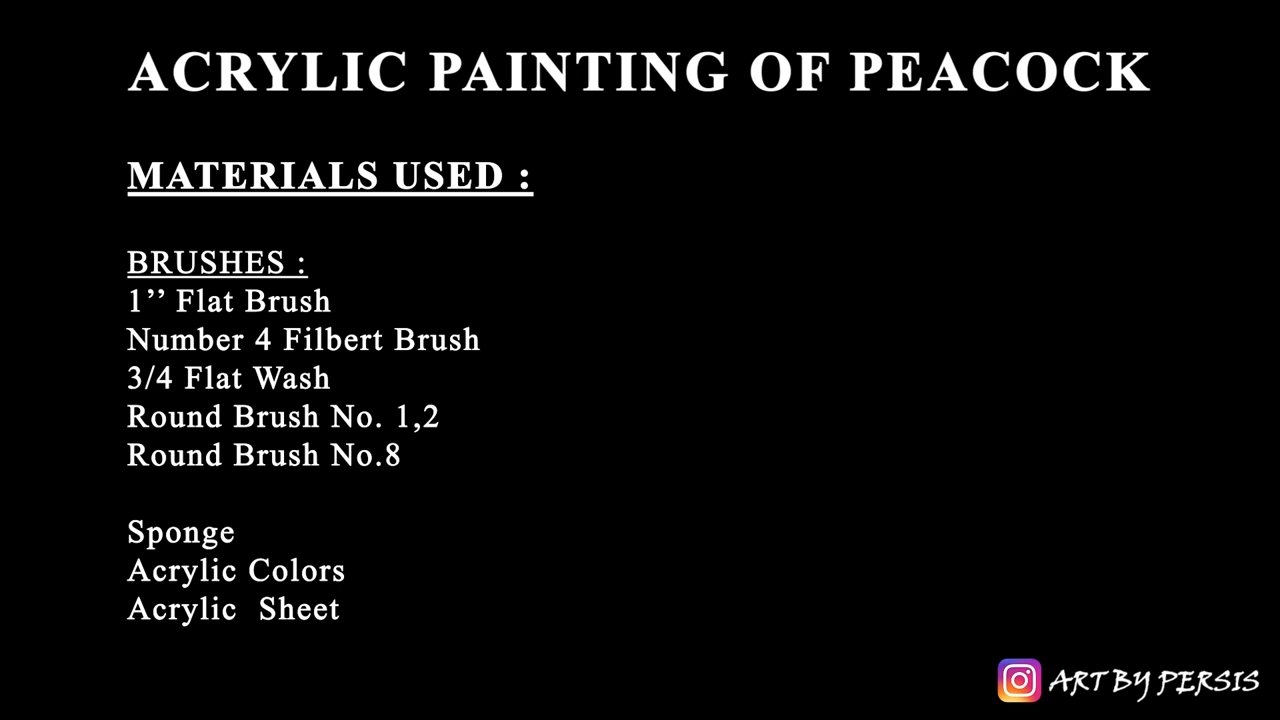 ACRYLIC PAINTING OF PEACOCK
MATERIALS USED :
BRUSHES :
1’’ Flat Brush
Number 4 Filbert Brush
3/4 Flat Wash
Round Brush No. 1,2
Round Brush No.8
Sponge
Acrylic Colors
Acrylic  Sheet
ART BY PERSIS